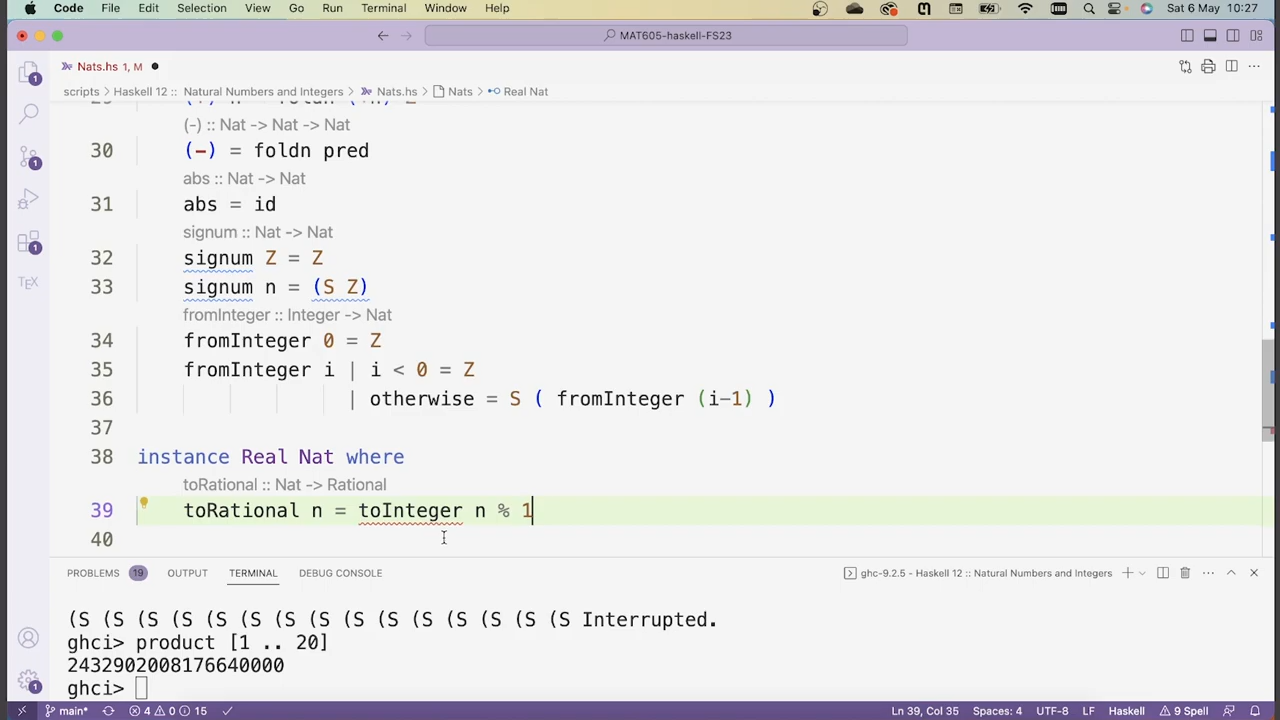 Code File Edit Selection View Go Run Terminal Window Help Sat 6 May 10:27
MAT605-haskell-FS23
Nats.hs 1, M
scripts > Haskell 12 :: Natural Numbers and Integers > Nats.hs > Nats > Real Nat
(-) :: Nat -> Nat -> Nat
30 (-) = foldn pred
abs :: Nat -> Nat
31 abs = id
signum :: Nat -> Nat
32 signum Z = Z
33 signum n = (S Z)
fromInteger :: Integer -> Nat
34 fromInteger 0 = Z
35 fromInteger i | i < 0 = Z
36 | otherwise = S ( fromInteger (i-1) )
37
38 instance Real Nat where
toRational :: Nat -> Rational
39 toRational n = toInteger n % 1
40
PROBLEMS 19 OUTPUT TERMINAL DEBUG CONSOLE ghc-9.2.5 - Haskell 12 :: Natural Numbers and Integers
(S (S (S (S (S (S (S (S (S (S (S (S (S (S (S Interrupted.
ghci> product [1 .. 20]
2432902008176640000
ghci>
main* 4 0 15 Ln 39, Col 35 Spaces: 4 UTF-8 LF Haskell 9 Spell